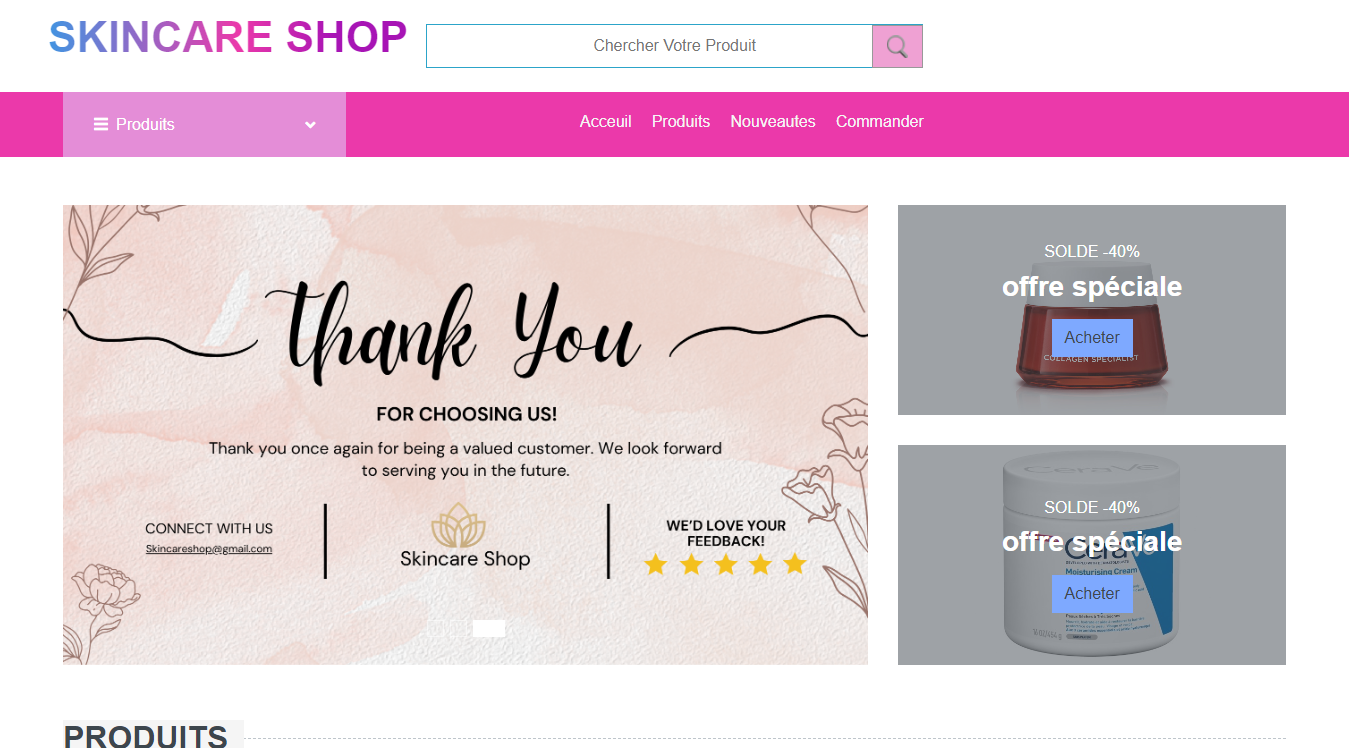 SKINCARE SHOP
Chercher Votre Produit
Produits
Acceuil Produits Nouveautes Commander
Thank You
FOR CHOOSING US!
Thank you once again for being a valued customer. We look forward
to serving you in the future.
CONNECT WITH US
Skincareshop@gmail.com
Skincare Shop
WE'D LOVE YOUR
FEEDBACK!
SOLDE -40%
offre spéciale
Acheter
COLLAGEN SPECIALIST
CeraVe
SOLDE -40%
offre spéciale
CeraVe
Moisturising Cream
Acheter
PRODUITS